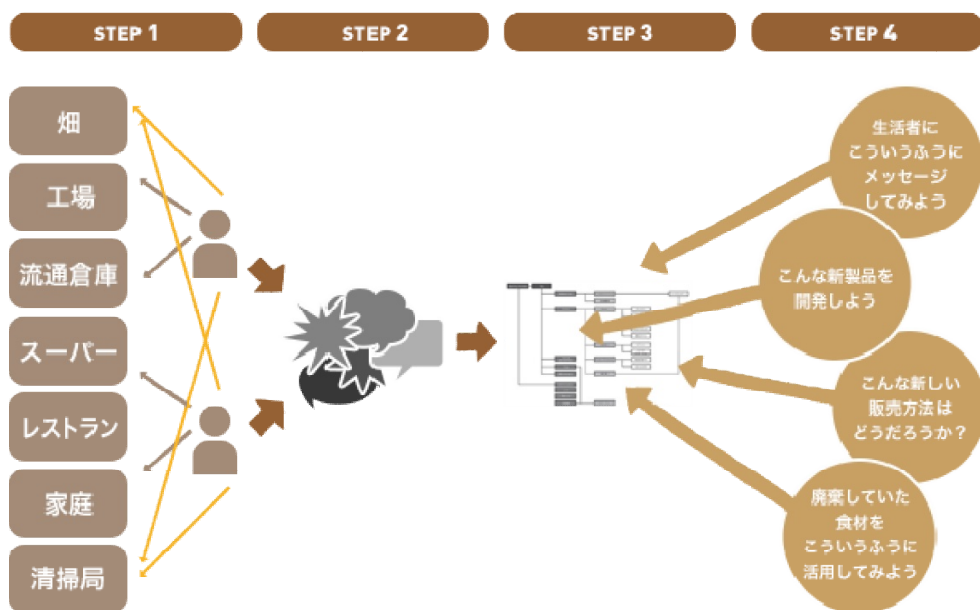 STEP 1
STEP 2
STEP 3
STEP 4
畑
工場
流通倉庫
スーパー
レストラン
家庭
清掃局
生活者に
こういうふうに
メッセージ
してみよう
こんな新製品を
開発しよう
こんな新しい
販売方法は
どうだろうか？
廃棄していた
食材を
こういうふうに
活用してみよう